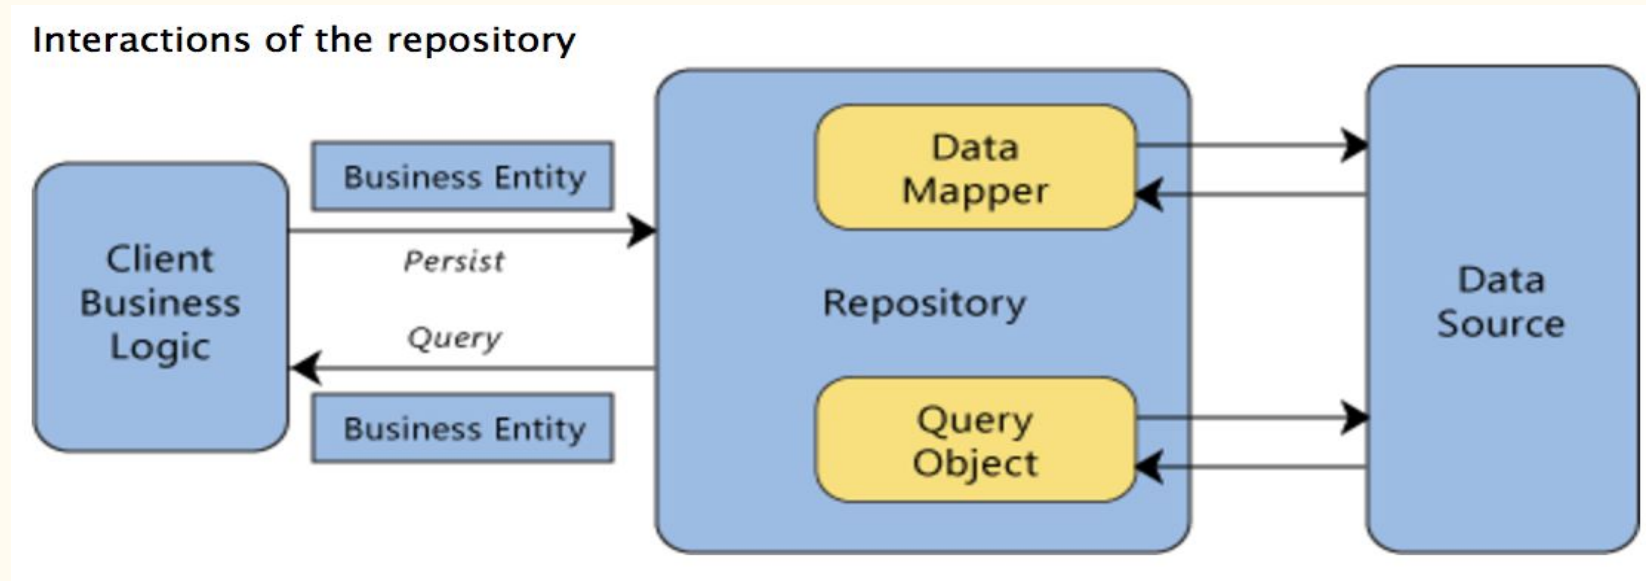 Interactions of the repository
Client
Business
Logic
Business Entity
Persist
Query
Business Entity
Data
Mapper
Repository
Query
Object
Data
Source